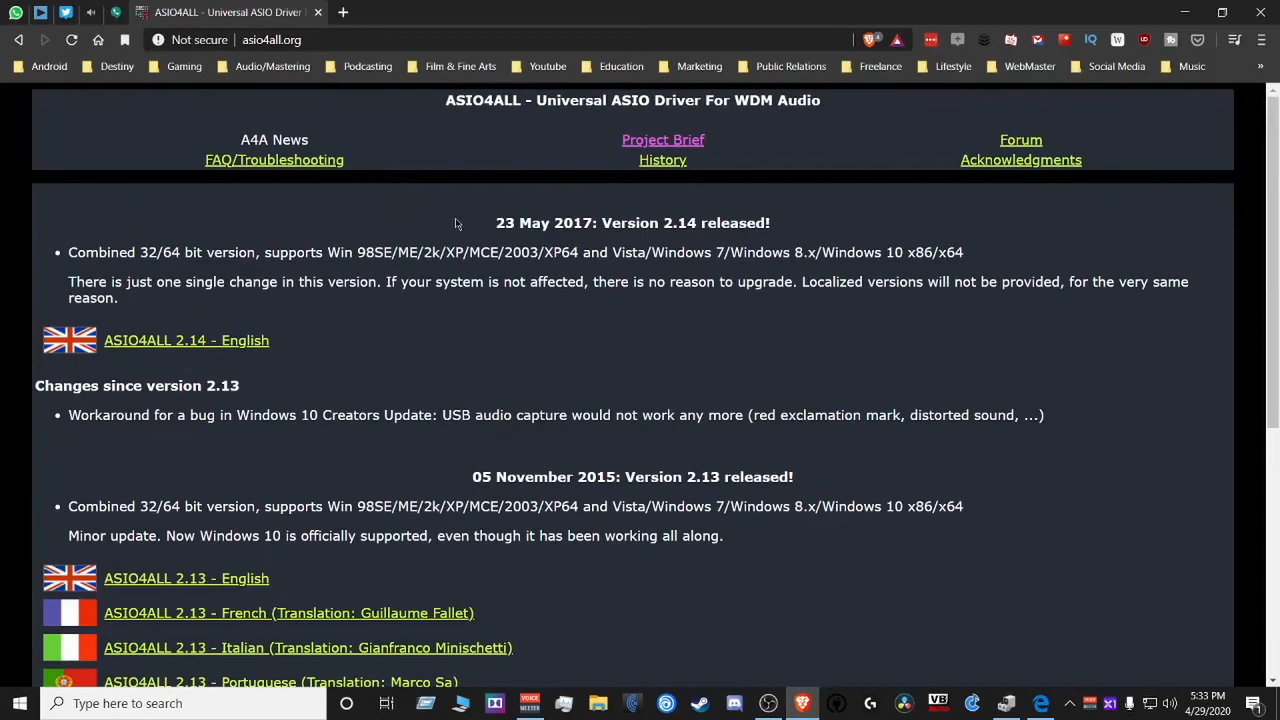 ASIO4ALL - Universal ASIO Driver
Not secure
asio4all.org
Android
Destiny
Gaming
Audio/Mastering
Podcasting
Film & Fine Arts
Youtube
Education
Marketing
Public Relations
Freelance
Lifestyle
WebMaster
Social Media
Music
»
ASIO4ALL - Universal ASIO Driver For WDM Audio
A4A News
Project Brief
Forum
FAQ/Troubleshooting
History
Acknowledgments
23 May 2017: Version 2.14 released!
• Combined 32/64 bit version, supports Win 98SE/ME/2k/XP/MCE/2003/XP64 and Vista/Windows 7/Windows 8.x/Windows 10 x86/x64
There is just one single change in this version. If your system is not affected, there is no reason to upgrade. Localized versions will not be provided, for the very same
reason.
ASIO4ALL 2.14 - English
Changes since version 2.13
• Workaround for a bug in Windows 10 Creators Update: USB audio capture would not work any more (red exclamation mark, distorted sound, ...)
05 November 2015: Version 2.13 released!
• Combined 32/64 bit version, supports Win 98SE/ME/2k/XP/MCE/2003/XP64 and Vista/Windows 7/Windows 8.x/Windows 10 x86/x64
Minor update. Now Windows 10 is officially supported, even though it has been working all along.
ASIO4ALL 2.13 - English
ASIO4ALL 2.13 - French (Translation: Guillaume Fallet)
ASIO4ALL 2.13 - Italian (Translation: Gianfranco Minischetti)
ASIO4ALL 2.13 - Portuguese (Translation: Marco Sa)
Type here to search
VOICE
MEETER
VB
AUDIO
5:33 PM
4/29/2020